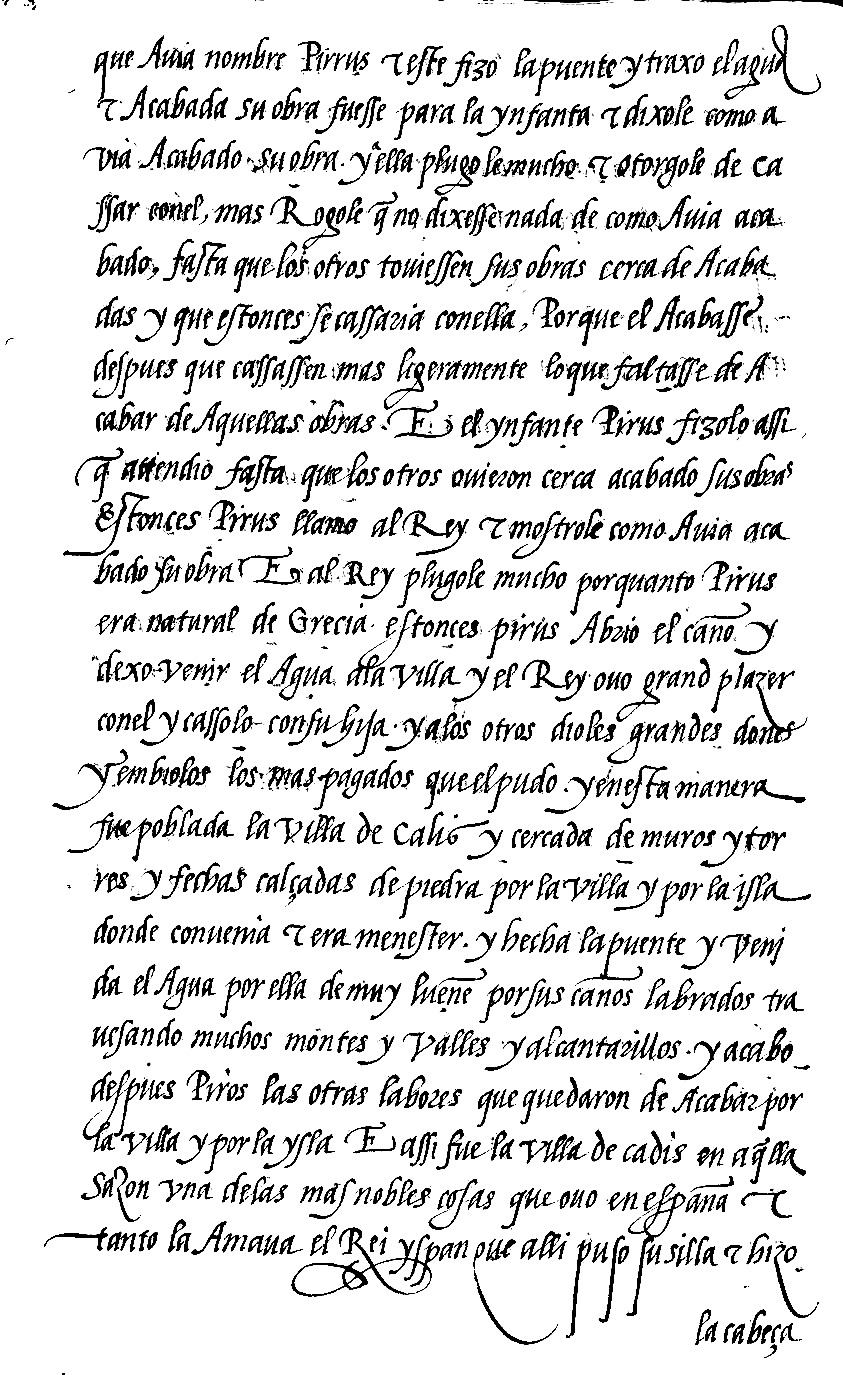 que Auia nombre Pirrus τ este fizo la puente y traxo el agua
τ Acabada su obra fuesse para la ynfanta τ dixole como a
via Acabado su obra. y ella plugole mucho τ otorgole de ca
ssar conel, mas Rogole q̃ no dixesse nada de como Auia aca
bado, fasta que los otros toviessen sus obras cerca de Acaba
das y que estonces se cassaria conella, Porque el Acabasse
despues que cassassen mas ligeramente lo que faltasse de A
cabar de Aquellas obras. E el ynfante Pirus fizolo assi
q̃ attendio fasta que los otros ouieron cerca acabado sus obras
Estonces Pirus llamo al Rey τ mostrole como Auia aca
bado su obra E al Rey plugole mucho porquanto Pirus
era natural de Grecia estonces pirus Abrio el caño y
dexo venir el Agua ala villa y el Rey ouo grand plazer
conel y cassolo con su hija. y alos otros dioles grandes dones
y embiolos los mas pagados que el pudo. y enesta manera
fue poblada la villa de Calis y cercada de muros y tor
res y fechas calçadas de piedra por la villa y por la isla
donde conuenia τ era menester. y hecha la puente y veni
da el Agua por ella de muy lueñe por sus caños labrados tra
uesando muchos montes y valles y alcantarillos. y acabo
despues Piros las otras labores que quedaron de Acabar por
la villa y por la ysla E assi fue la villa de cadis en aq̃lla
sazon vna delas mas nobles cosas que ouo en españa τ
tanto la Amaua el Rei yspan que alli puso su silla τ hizo
la cabeça